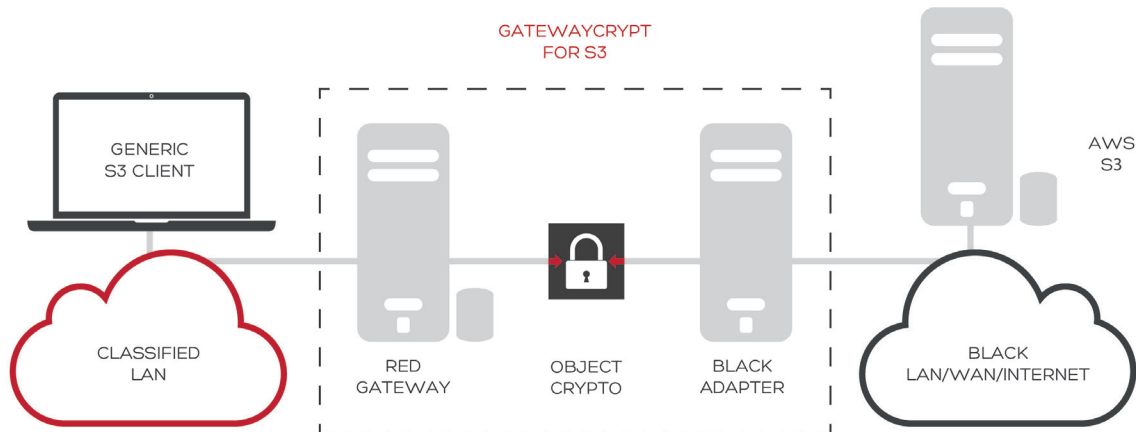 GATEWAYCRYPT
FOR S3
GENERIC
S3 CLIENT
AWS
S3
CLASSIFIED
LAN
RED
GATEWAY
OBJECT
CRYPTO
BLACK
ADAPTER
BLACK
LAN/WAN/INTERNET